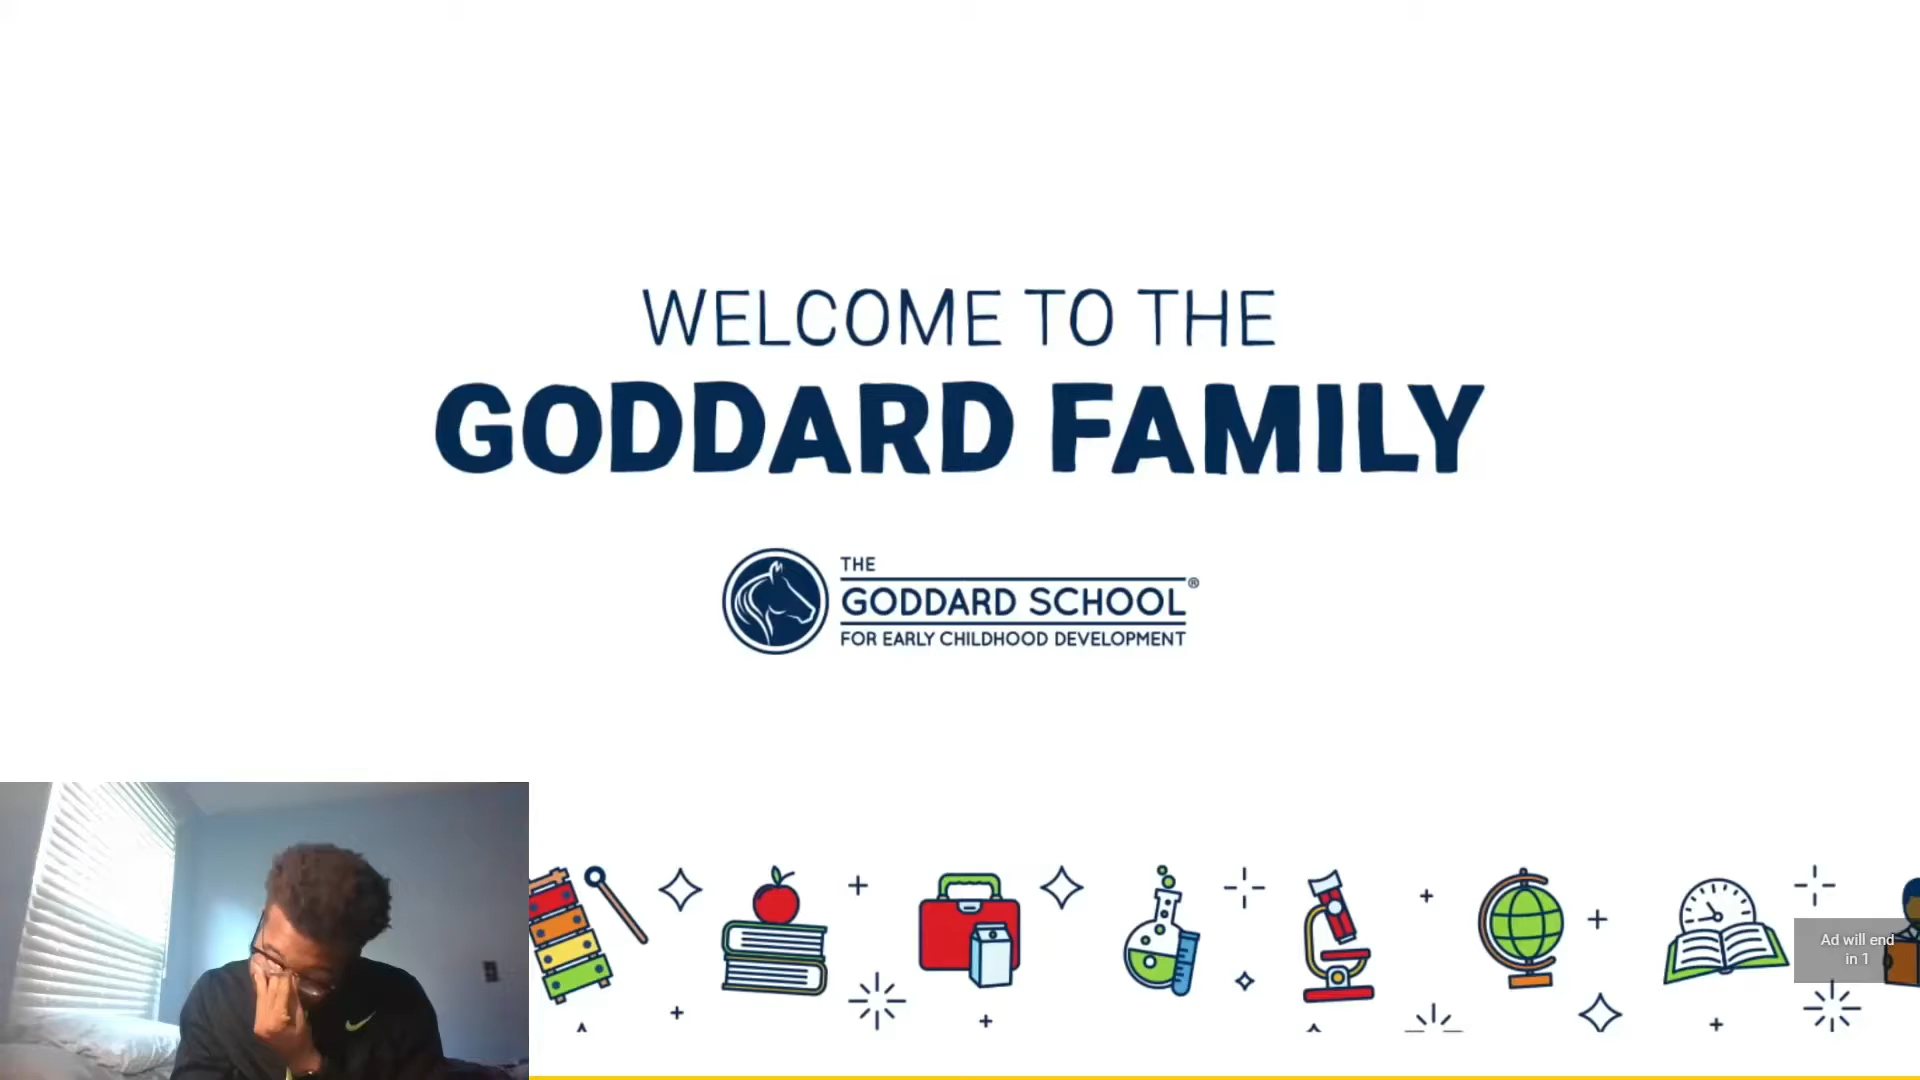 WELCOME TO THE
GODDARD FAMILY
THE
GODDARD SCHOOL®
FOR EARLY CHILDHOOD DEVELOPMENT
Ad will end
in 1